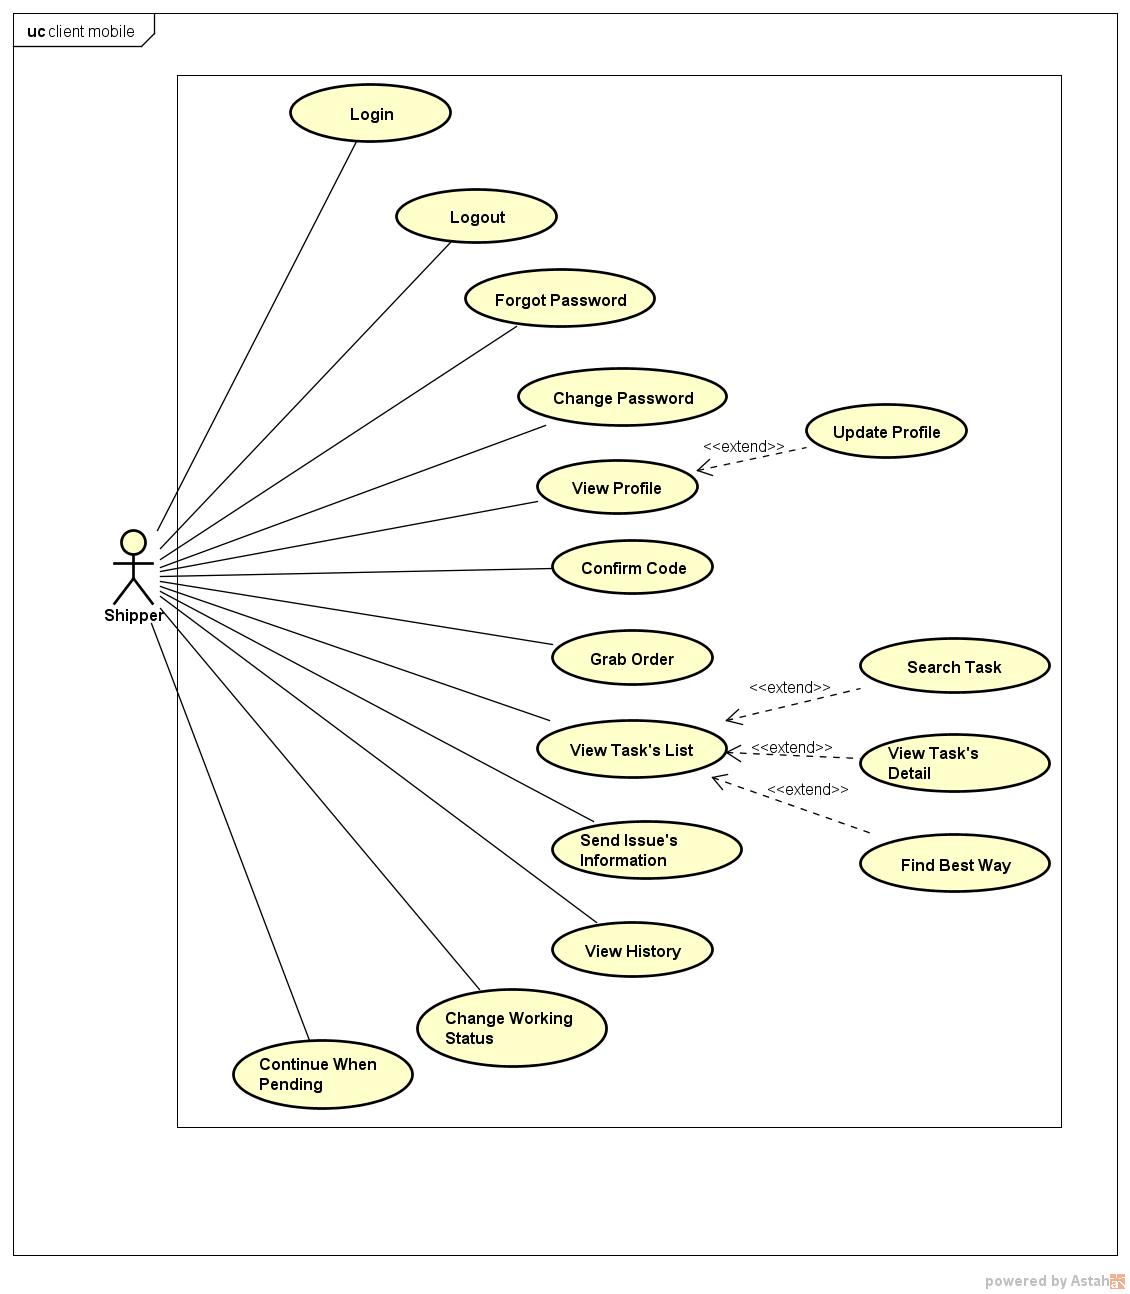 uc client mobile
Login
Logout
Forgot Password
Change Password
Update Profile
<<extend>>
View Profile
Confirm Code
Shipper
Grab Order
Search Task
<<extend>>
View Task's List
<<extend>>
View Task's
Detail
<<extend>>
Send Issue's
Information
Find Best Way
View History
Change Working
Status
Continue When
Pending
powered by Astah